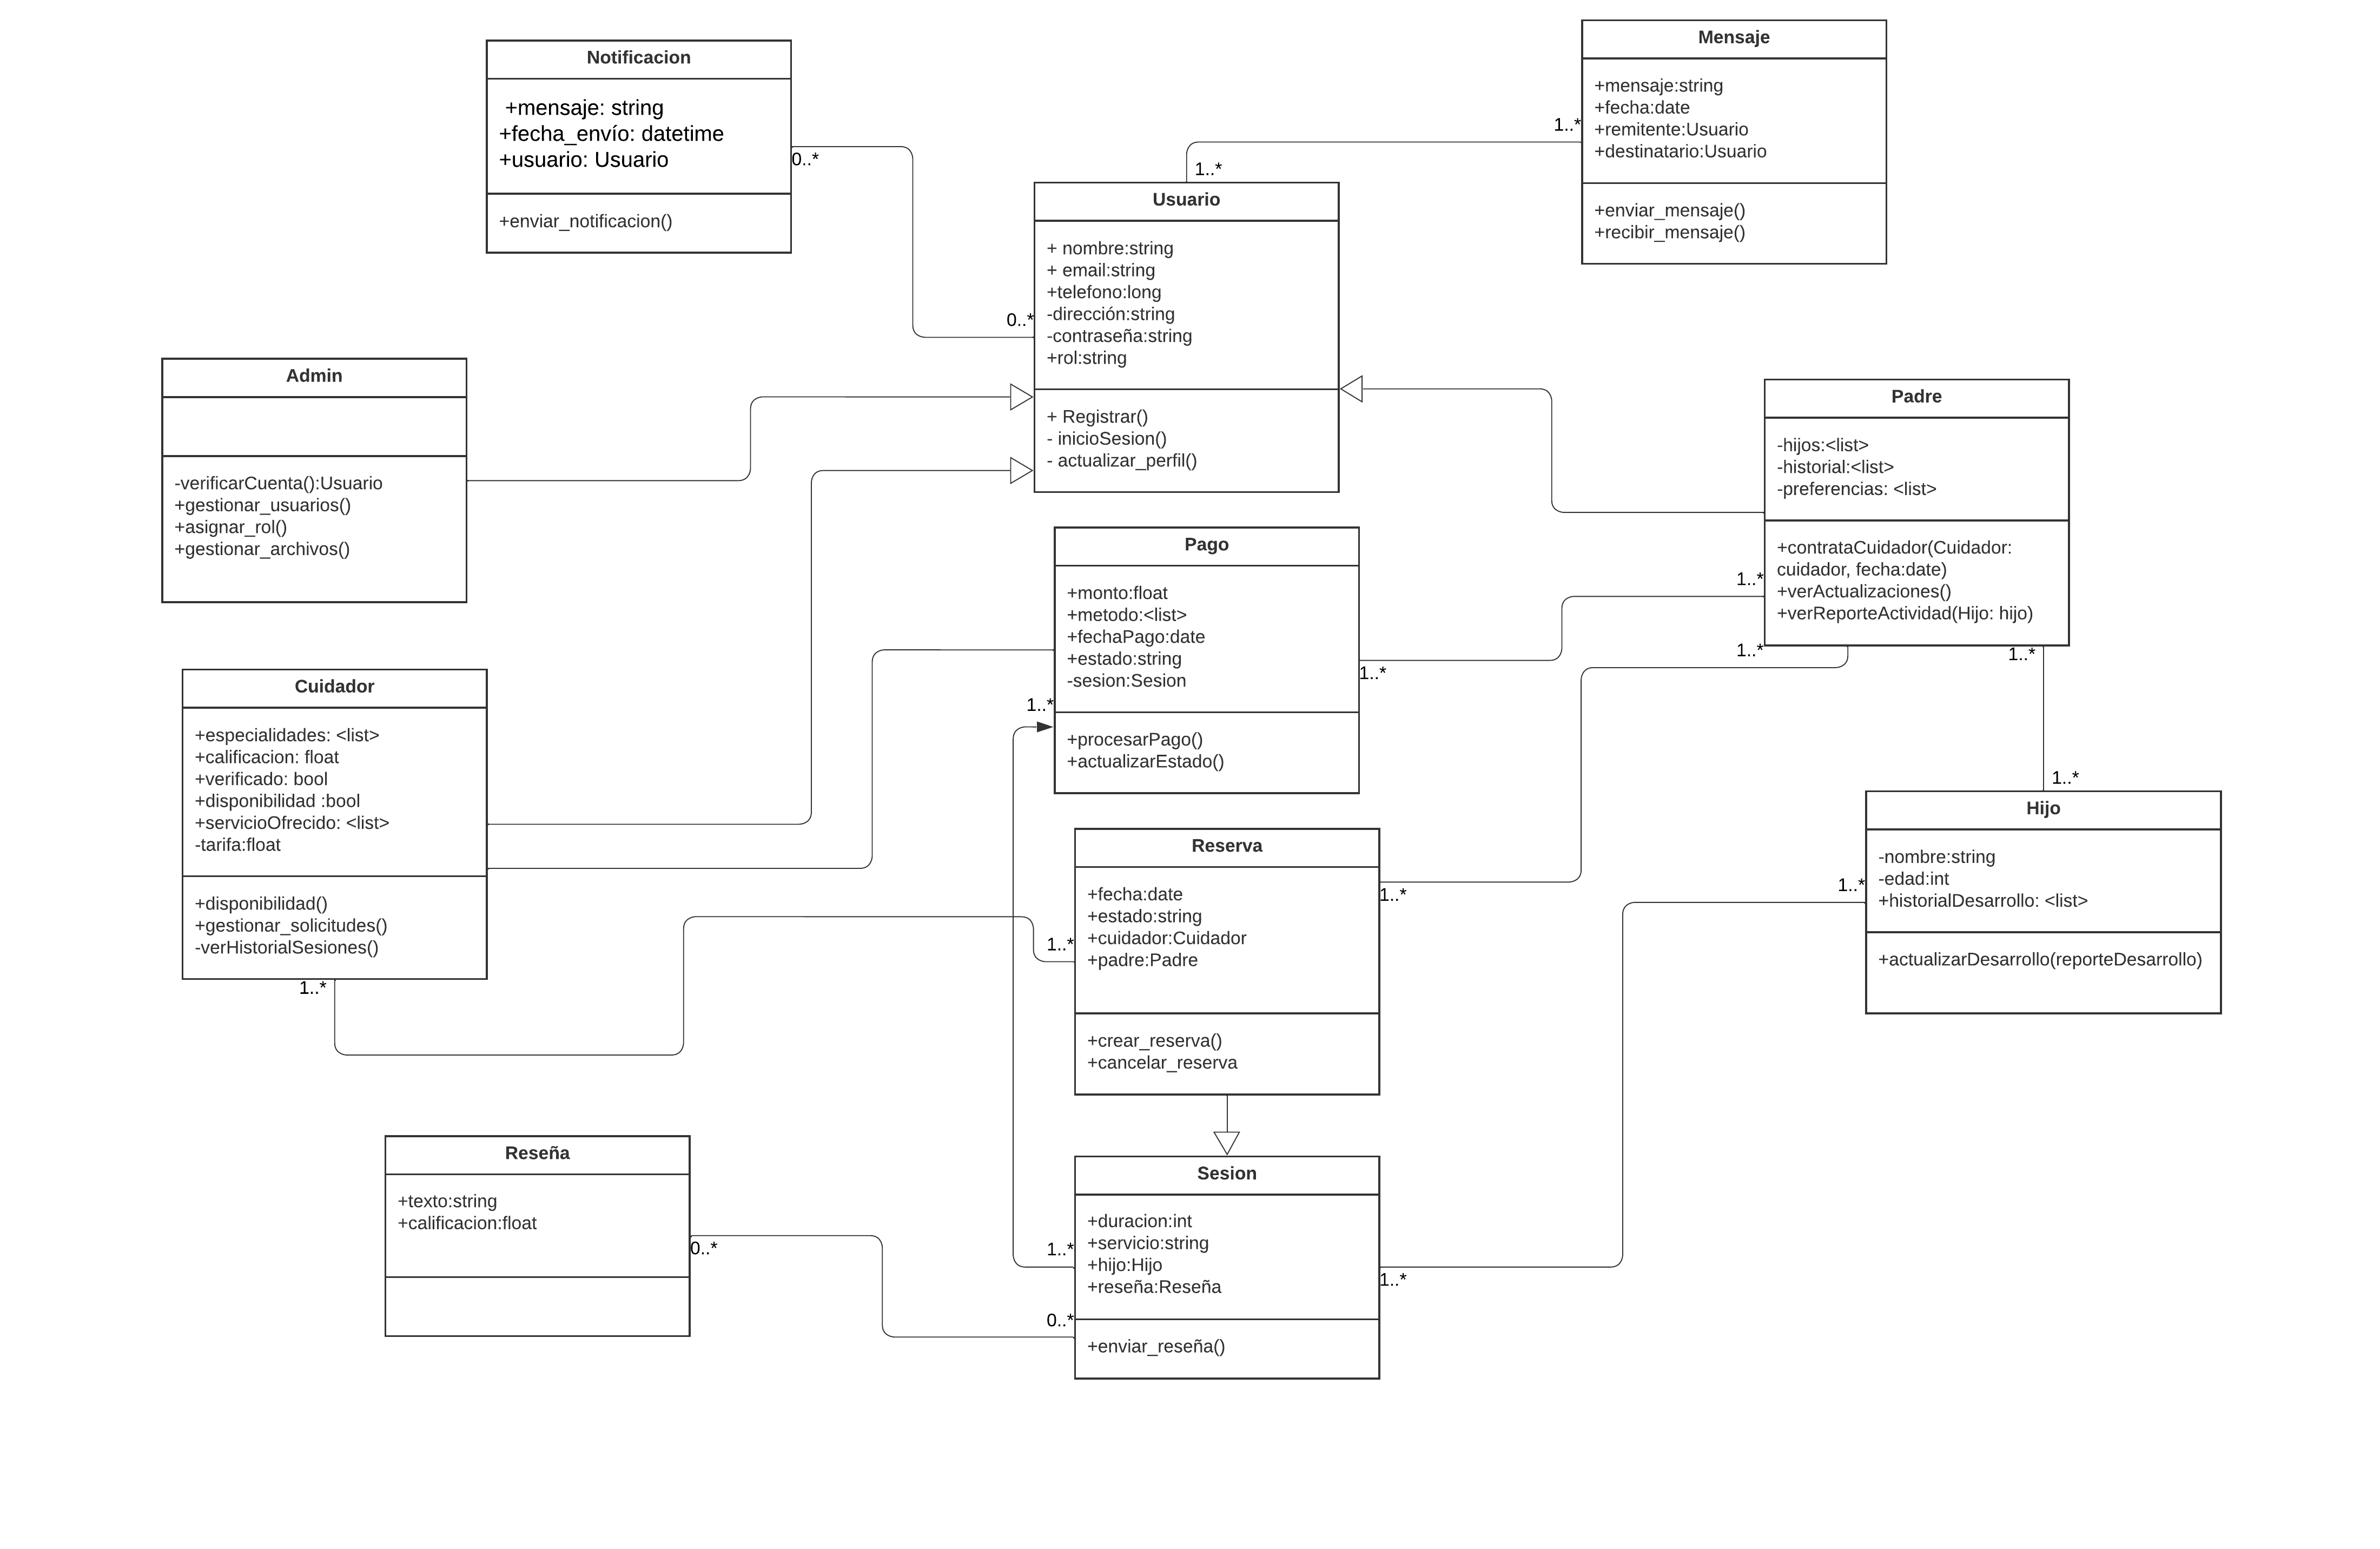 Notificacion
+mensaje: string
+fecha_envío: datetime
+usuario: Usuario
+enviar_notificacion()
0..*
0..*
Mensaje
+mensaje:string
+fecha:date
+remitente:Usuario
+destinatario:Usuario
+enviar_mensaje()
+recibir_mensaje()
1..*
1..*
Usuario
+ nombre:string
+ email:string
+telefono:long
-dirección:string
-contraseña:string
+rol:string
+ Registrar()
- inicioSesion()
- actualizar_perfil()
Admin
-verificarCuenta():Usuario
+gestionar_usuarios()
+asignar_rol()
+gestionar_archivos()
Padre
-hijos:<list>
-historial:<list>
-preferencias: <list>
+contrataCuidador(Cuidador:
cuidador, fecha:date)
+verActualizaciones()
+verReporteActividad(Hijo: hijo)
1..*
1..*
1..*
Pago
+monto:float
+metodo:<list>
+fechaPago:date
+estado:string
-sesion:Sesion
+procesarPago()
+actualizarEstado()
1..*
1..*
Cuidador
+especialidades: <list>
+calificacion: float
+verificado: bool
+disponibilidad :bool
+servicioOfrecido: <list>
-tarifa:float
+disponibilidad()
+gestionar_solicitudes()
-verHistorialSesiones()
1..*
Reserva
+fecha:date
+estado:string
+cuidador:Cuidador
+padre:Padre
+crear_reserva()
+cancelar_reserva
1..*
1..*
Hijo
-nombre:string
-edad:int
+historialDesarrollo: <list>
+actualizarDesarrollo(reporteDesarrollo)
1..*
1..*
Reseña
+texto:string
+calificacion:float
0..*
Sesion
+duracion:int
+servicio:string
+hijo:Hijo
+reseña:Reseña
+enviar_reseña()
1..*
0..*
1..*